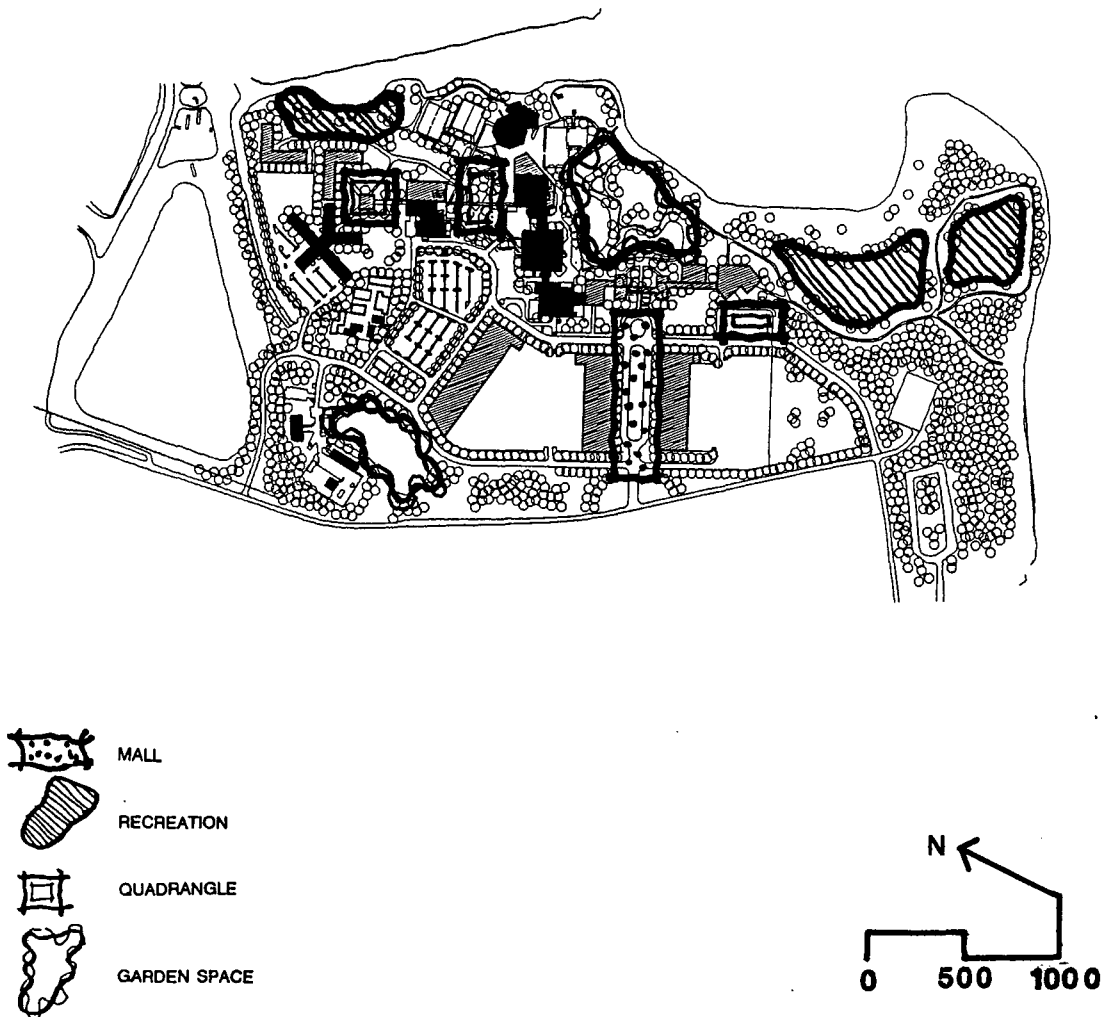 MALL
RECREATION
QUADRANGLE
GARDEN SPACE
N
0 500 1000